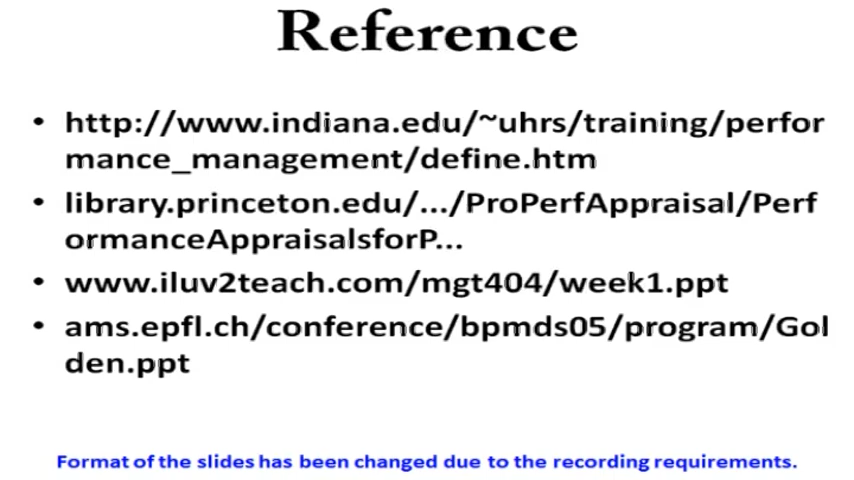 Reference
• http://www.indiana.edu/~uhrs/training/perfor
mance_management/define.htm
• library.princeton.edu/.../ProPerfAppraisal/Perf
ormanceAppraisalsforP...
• www.iluv2teach.com/mgt404/week1.ppt
• ams.epfl.ch/conference/bpmds05/program/Gol
den.ppt
Format of the slides has been changed due to the recording requirements.